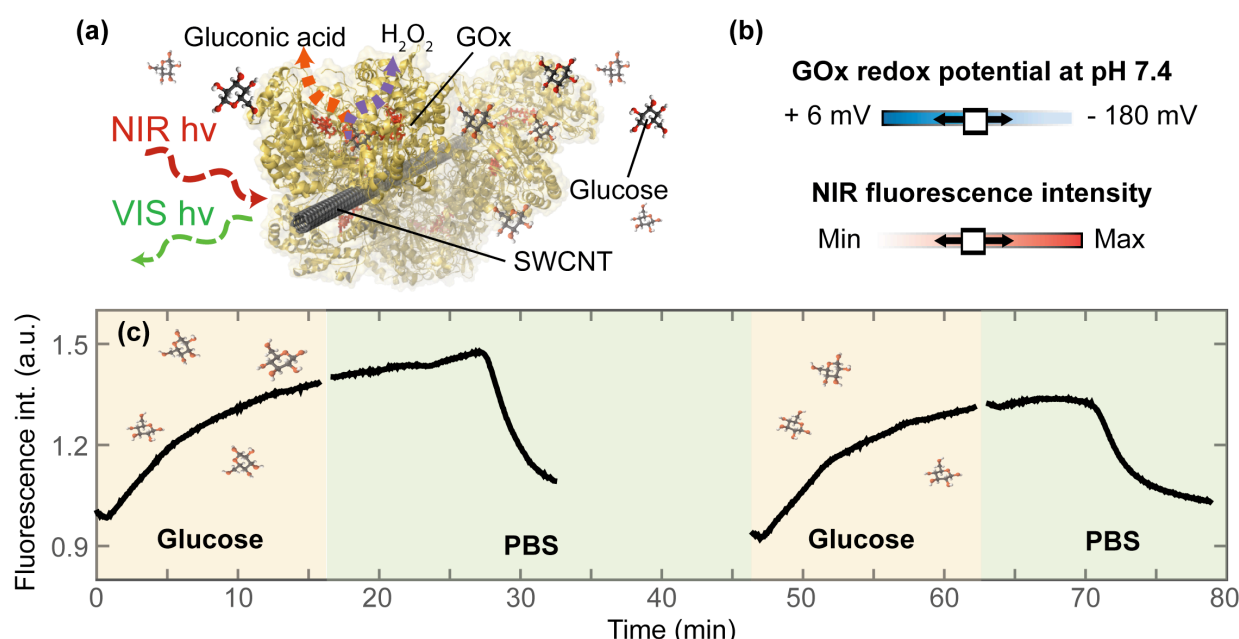 (a)
Gluconic acid
H₂O₂
GOx
NIR hv
VIS hv
Glucose
SWCNT
(b)
GOx redox potential at pH 7.4
+ 6 mV
- 180 mV
NIR fluorescence intensity
Min
Max
(c)
Fluorescence int. (a.u.)
1.5
1.2
0.9
Glucose
PBS
Glucose
PBS
0 10 20 30 40 50 60 70 80
Time (min)